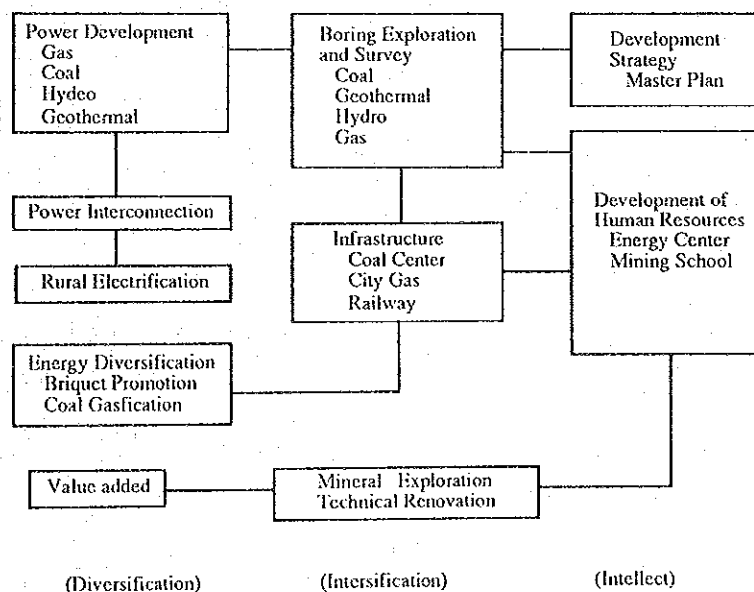 Power Development
Gas
Coal
Hydeo
Geothermal
Boring Exploration
and Survey
Coal
Geothermal
Hydro
Gas
Development
Strategy
Master Plan
Power Interconnection
Rural Electrification
Infrastructure
Coal Center
City Gas
Railway
Development of
Human Resources
Energy Center
Mining School
Energy Diversification
Briquet Promotion
Coal Gasfication
Value added
Mineral Exploration
Technical Renovation
(Diversification)
(Intersification)
(Intellect)